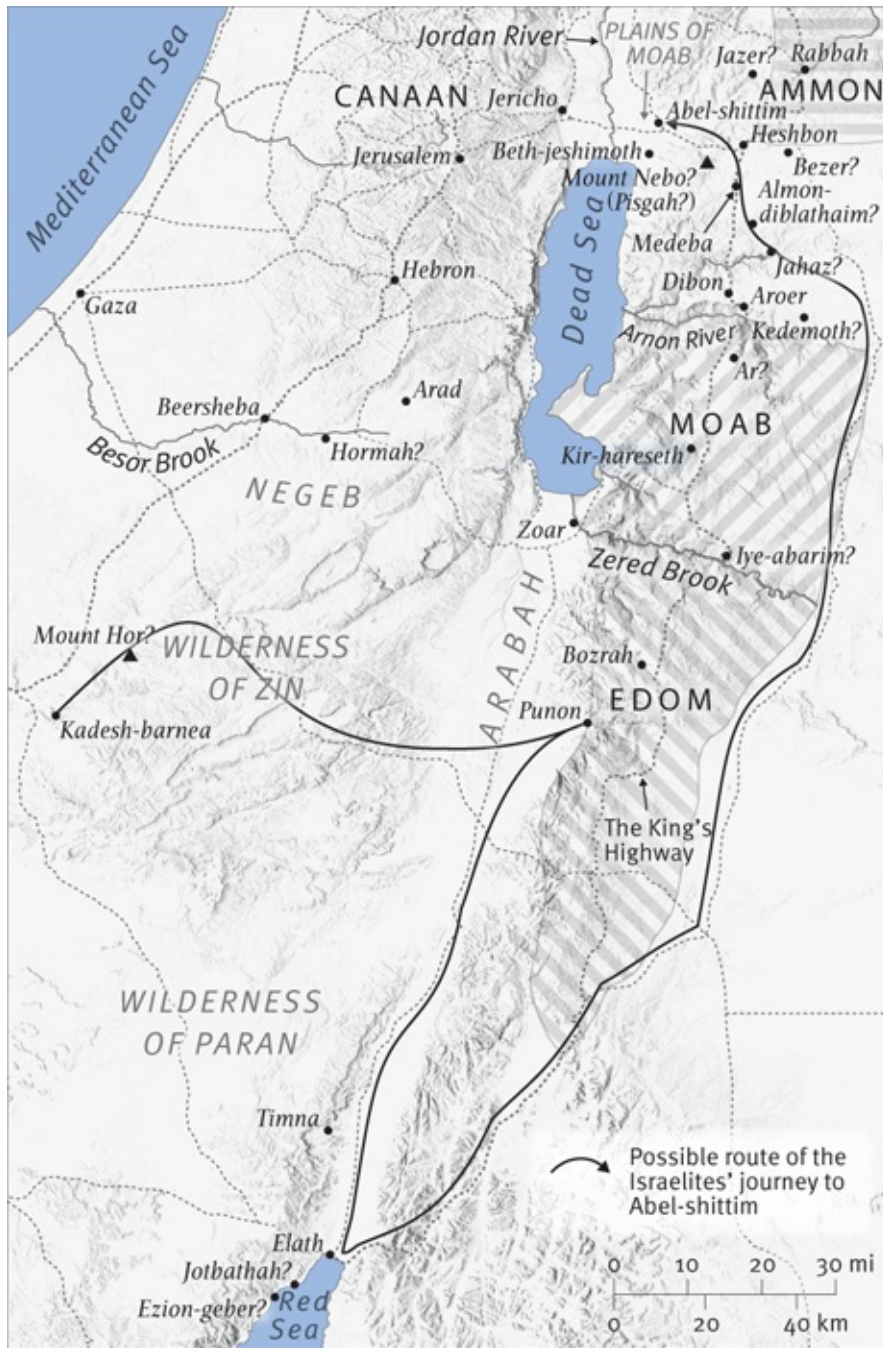 Jordan River
PLAINS OF
MOAB
Jazer?
Rabbah
Mediterranean Sea
CANAAN
Jericho
AMMON
Abel-shittim
Heshbon
Jerusalem
Beth-jeshimoth
Bezer?
Mount Nebo?
(Pisgah?)
Almon-
diblathaim?
Medeba
Jahaz?
Hebron
Dead Sea
Dibon
Aroer
Gaza
Arnon River
Kedemoth?
Ar?
Arad
Beersheba
MOAB
Besor Brook
Hormah?
Kir-hareseth
NEGEB
Zoar
Zered Brook
Iye-abarim?
ARABAH
Mount Hor?
WILDERNESS
OF ZIN
Bozrah
EDOM
Punon
Kadesh-barnea
The King's
Highway
WILDERNESS
OF PARAN
Timna
Possible route of the
Israelites' journey to
Abel-shittim
Elath
Jotbathah?
Ezion-geber?
Red
Sea
0 10 20 30 mi
0 20 40 km